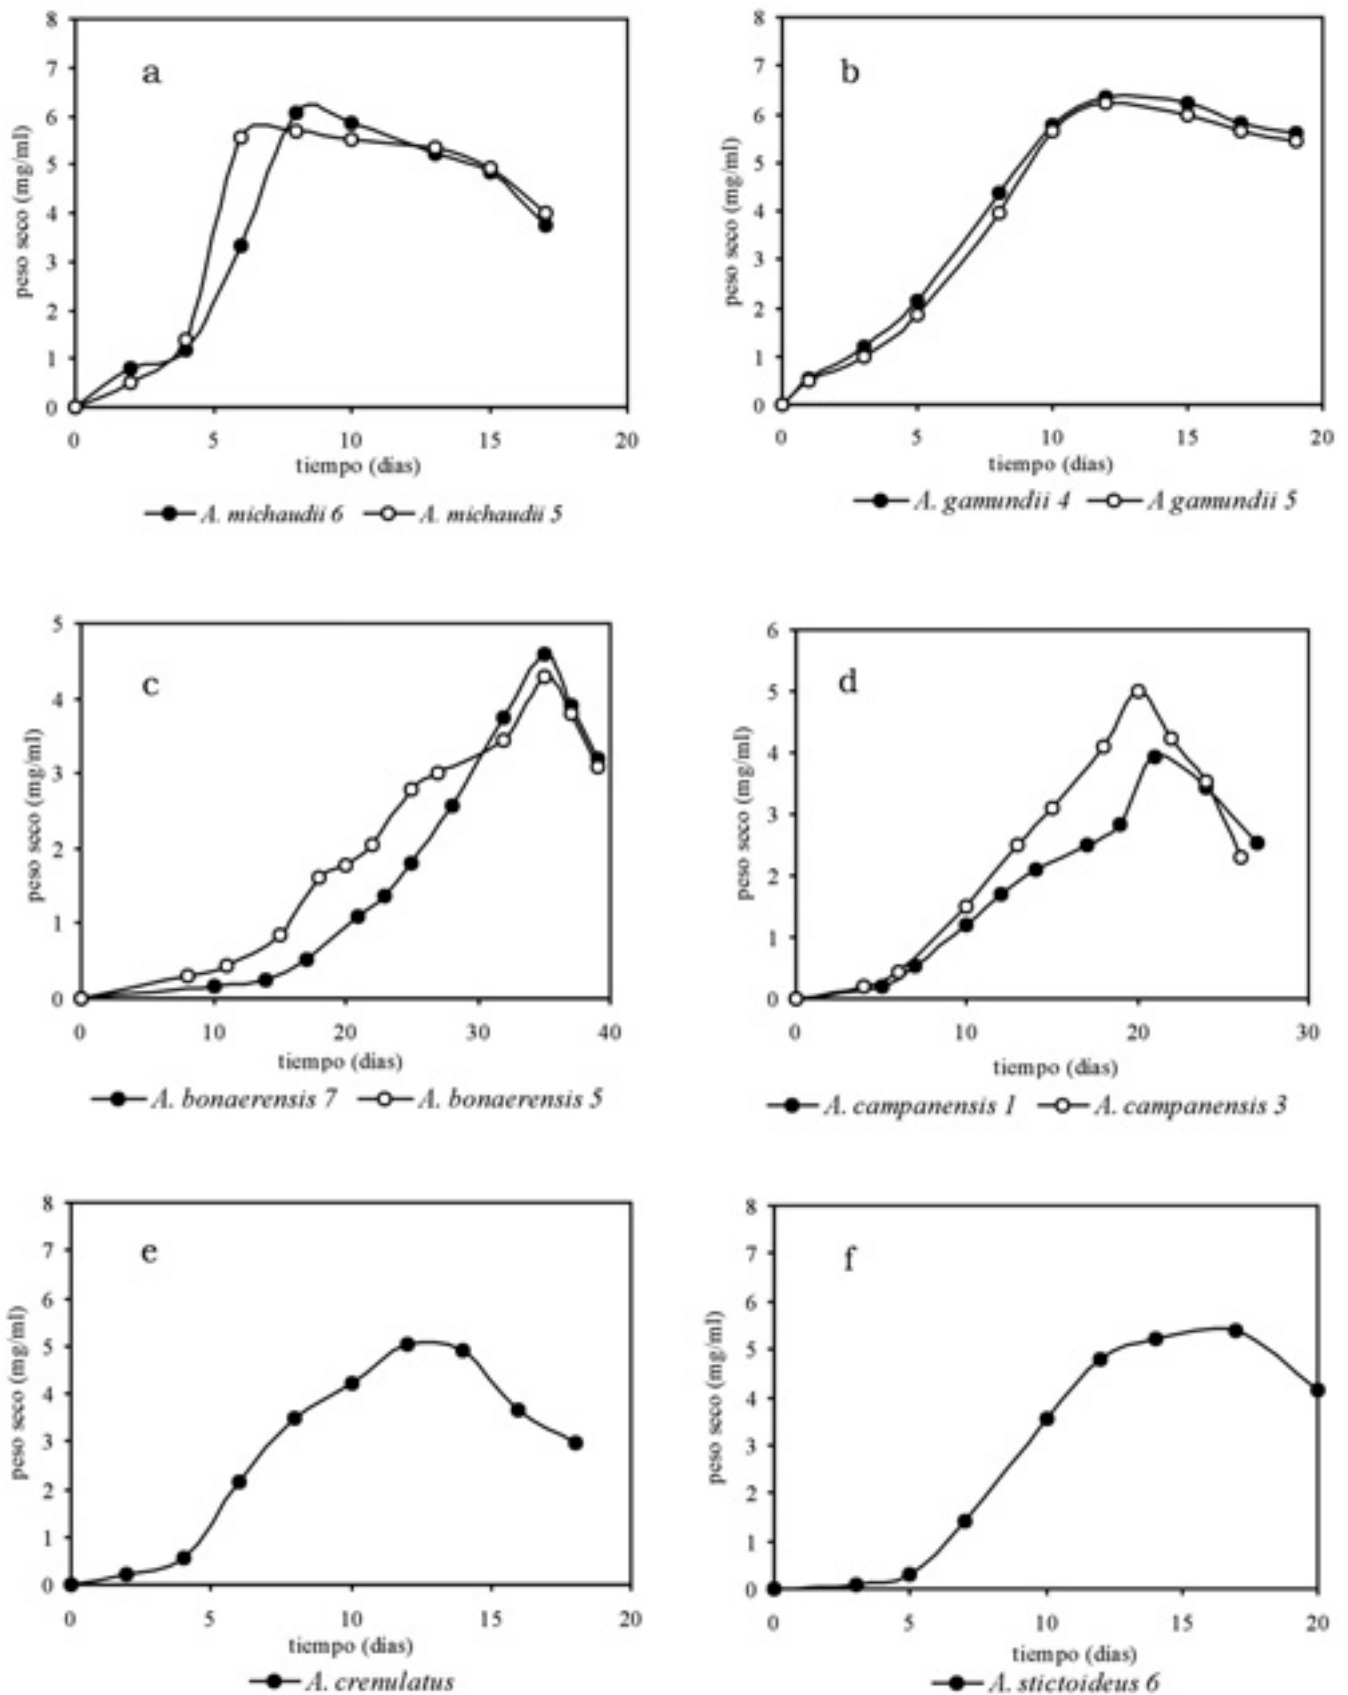 a
8
7
6
5
4
3
2
1
0
peso seco (mg/ml)
0 5 10 15 20
tiempo (días)
A. michaudii 6 A. michaudii 5
b
8
7
6
5
4
3
2
1
0
peso seco (mg/ml)
0 5 10 15 20
tiempo (días)
A. gamundii 4 A gamundii 5
c
5
4
3
2
1
0
peso seco (mg/ml)
0 10 20 30 40
tiempo (días)
A. bonaerensis 7 A. bonaerensis 5
d
6
5
4
3
2
1
0
peso seco (mg/ml)
0 10 20 30
tiempo (días)
A. campanensis 1 A. campanensis 3
e
8
7
6
5
4
3
2
1
0
peso seco (mg/ml)
0 5 10 15 20
tiempo (días)
A. crenulatus
f
8
7
6
5
4
3
2
1
0
peso seco (mg/ml)
0 5 10 15 20
tiempo (días)
A. stictoideus 6